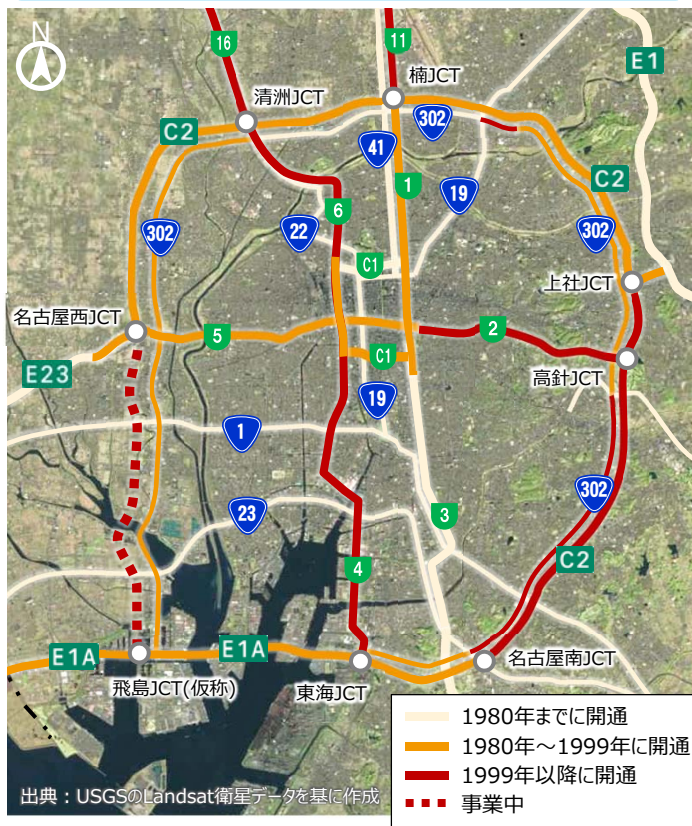 N
16
11
E1
楠JCT
清洲JCT
302
C2
41
C2
1
19
6
302
22
302
C1
上社JCT
名古屋西JCT
5
2
C1
高針JCT
E23
19
1
302
23
3
C2
4
E1A
E1A
名古屋南JCT
飛島JCT(仮称)
東海JCT
1980年までに開通
1980年～1999年に開通
1999年以降に開通
事業中
出典：USGSのLandsat衛星データを基に作成